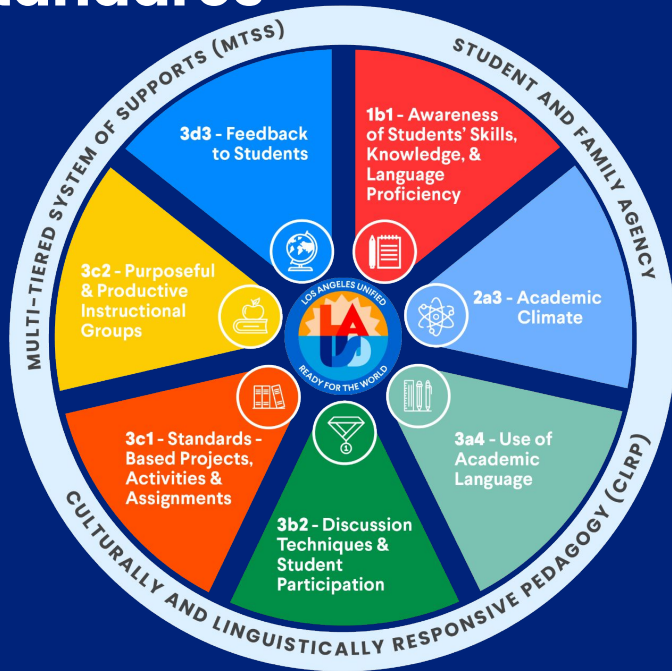 MULTI-TIERED SYSTEM OF SUPPORTS (MTSS)
STUDENT AND FAMILY AGENCY
1b1 - Awareness
of Students' Skills,
Knowledge, &
Language
Proficiency
2a3 - Academic
Climate
3a4 - Use of
Academic
Language
3b2 - Discussion
Techniques &
Student
Participation
3c1 - Standards -
Based Projects,
Activities &
Assignments
3c2 - Purposeful
& Productive
Instructional
Groups
3d3 - Feedback
to Students
LOS ANGELES UNIFIED
LA
US
READY FOR THE WORLD
1
CULTURALLY AND LINGUISTICALLY RESPONSIVE PEDAGOGY (CLRP)